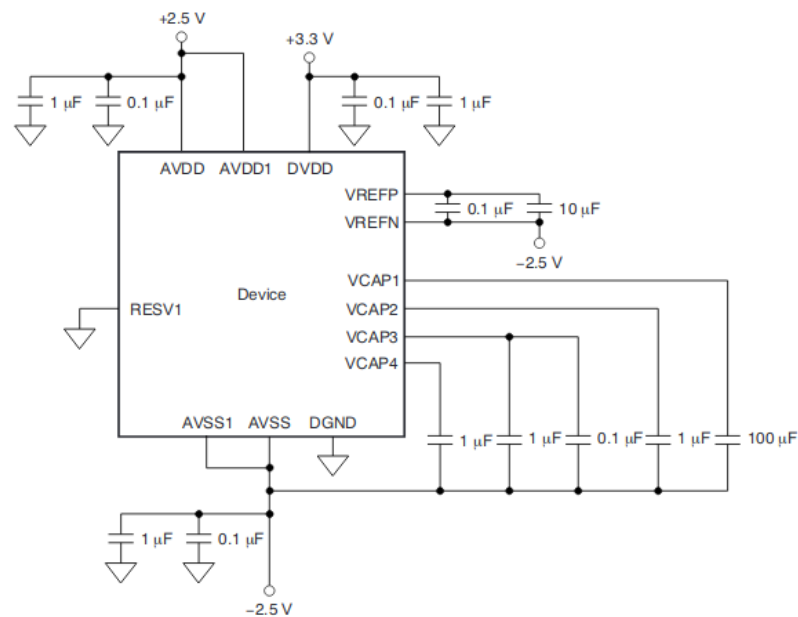 +2.5 V
+3.3 V
1 µF
0.1 µF
0.1 µF
1 µF
AVDD
AVDD1
DVDD
VREFP
VREFN
0.1 µF
10 µF
−2.5 V
VCAP1
Device
RESV1
VCAP2
VCAP3
VCAP4
AVSS1
AVSS
DGND
1 µF
1 µF
0.1 µF
1 µF
100 µF
1 µF
0.1 µF
−2.5 V